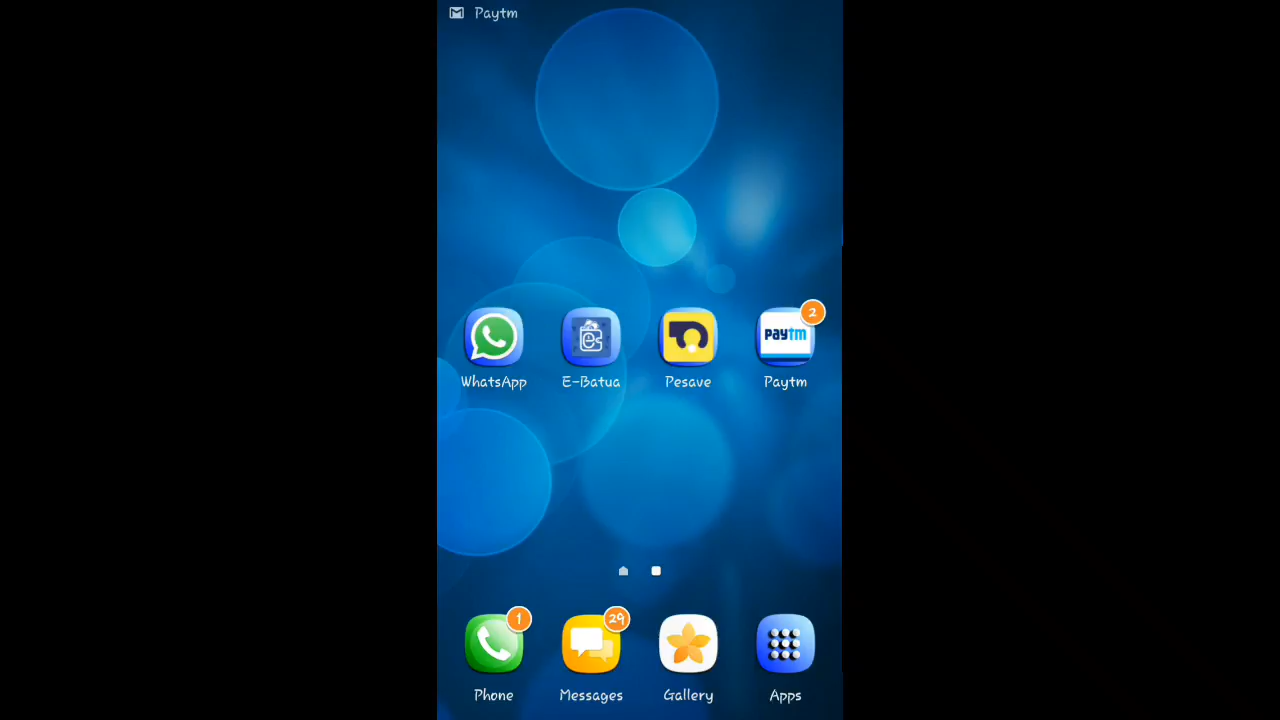 Paytm
2
paytm
e
WhatsApp E-Batua Pesave Paytm
1 29
Phone Messages Gallery Apps